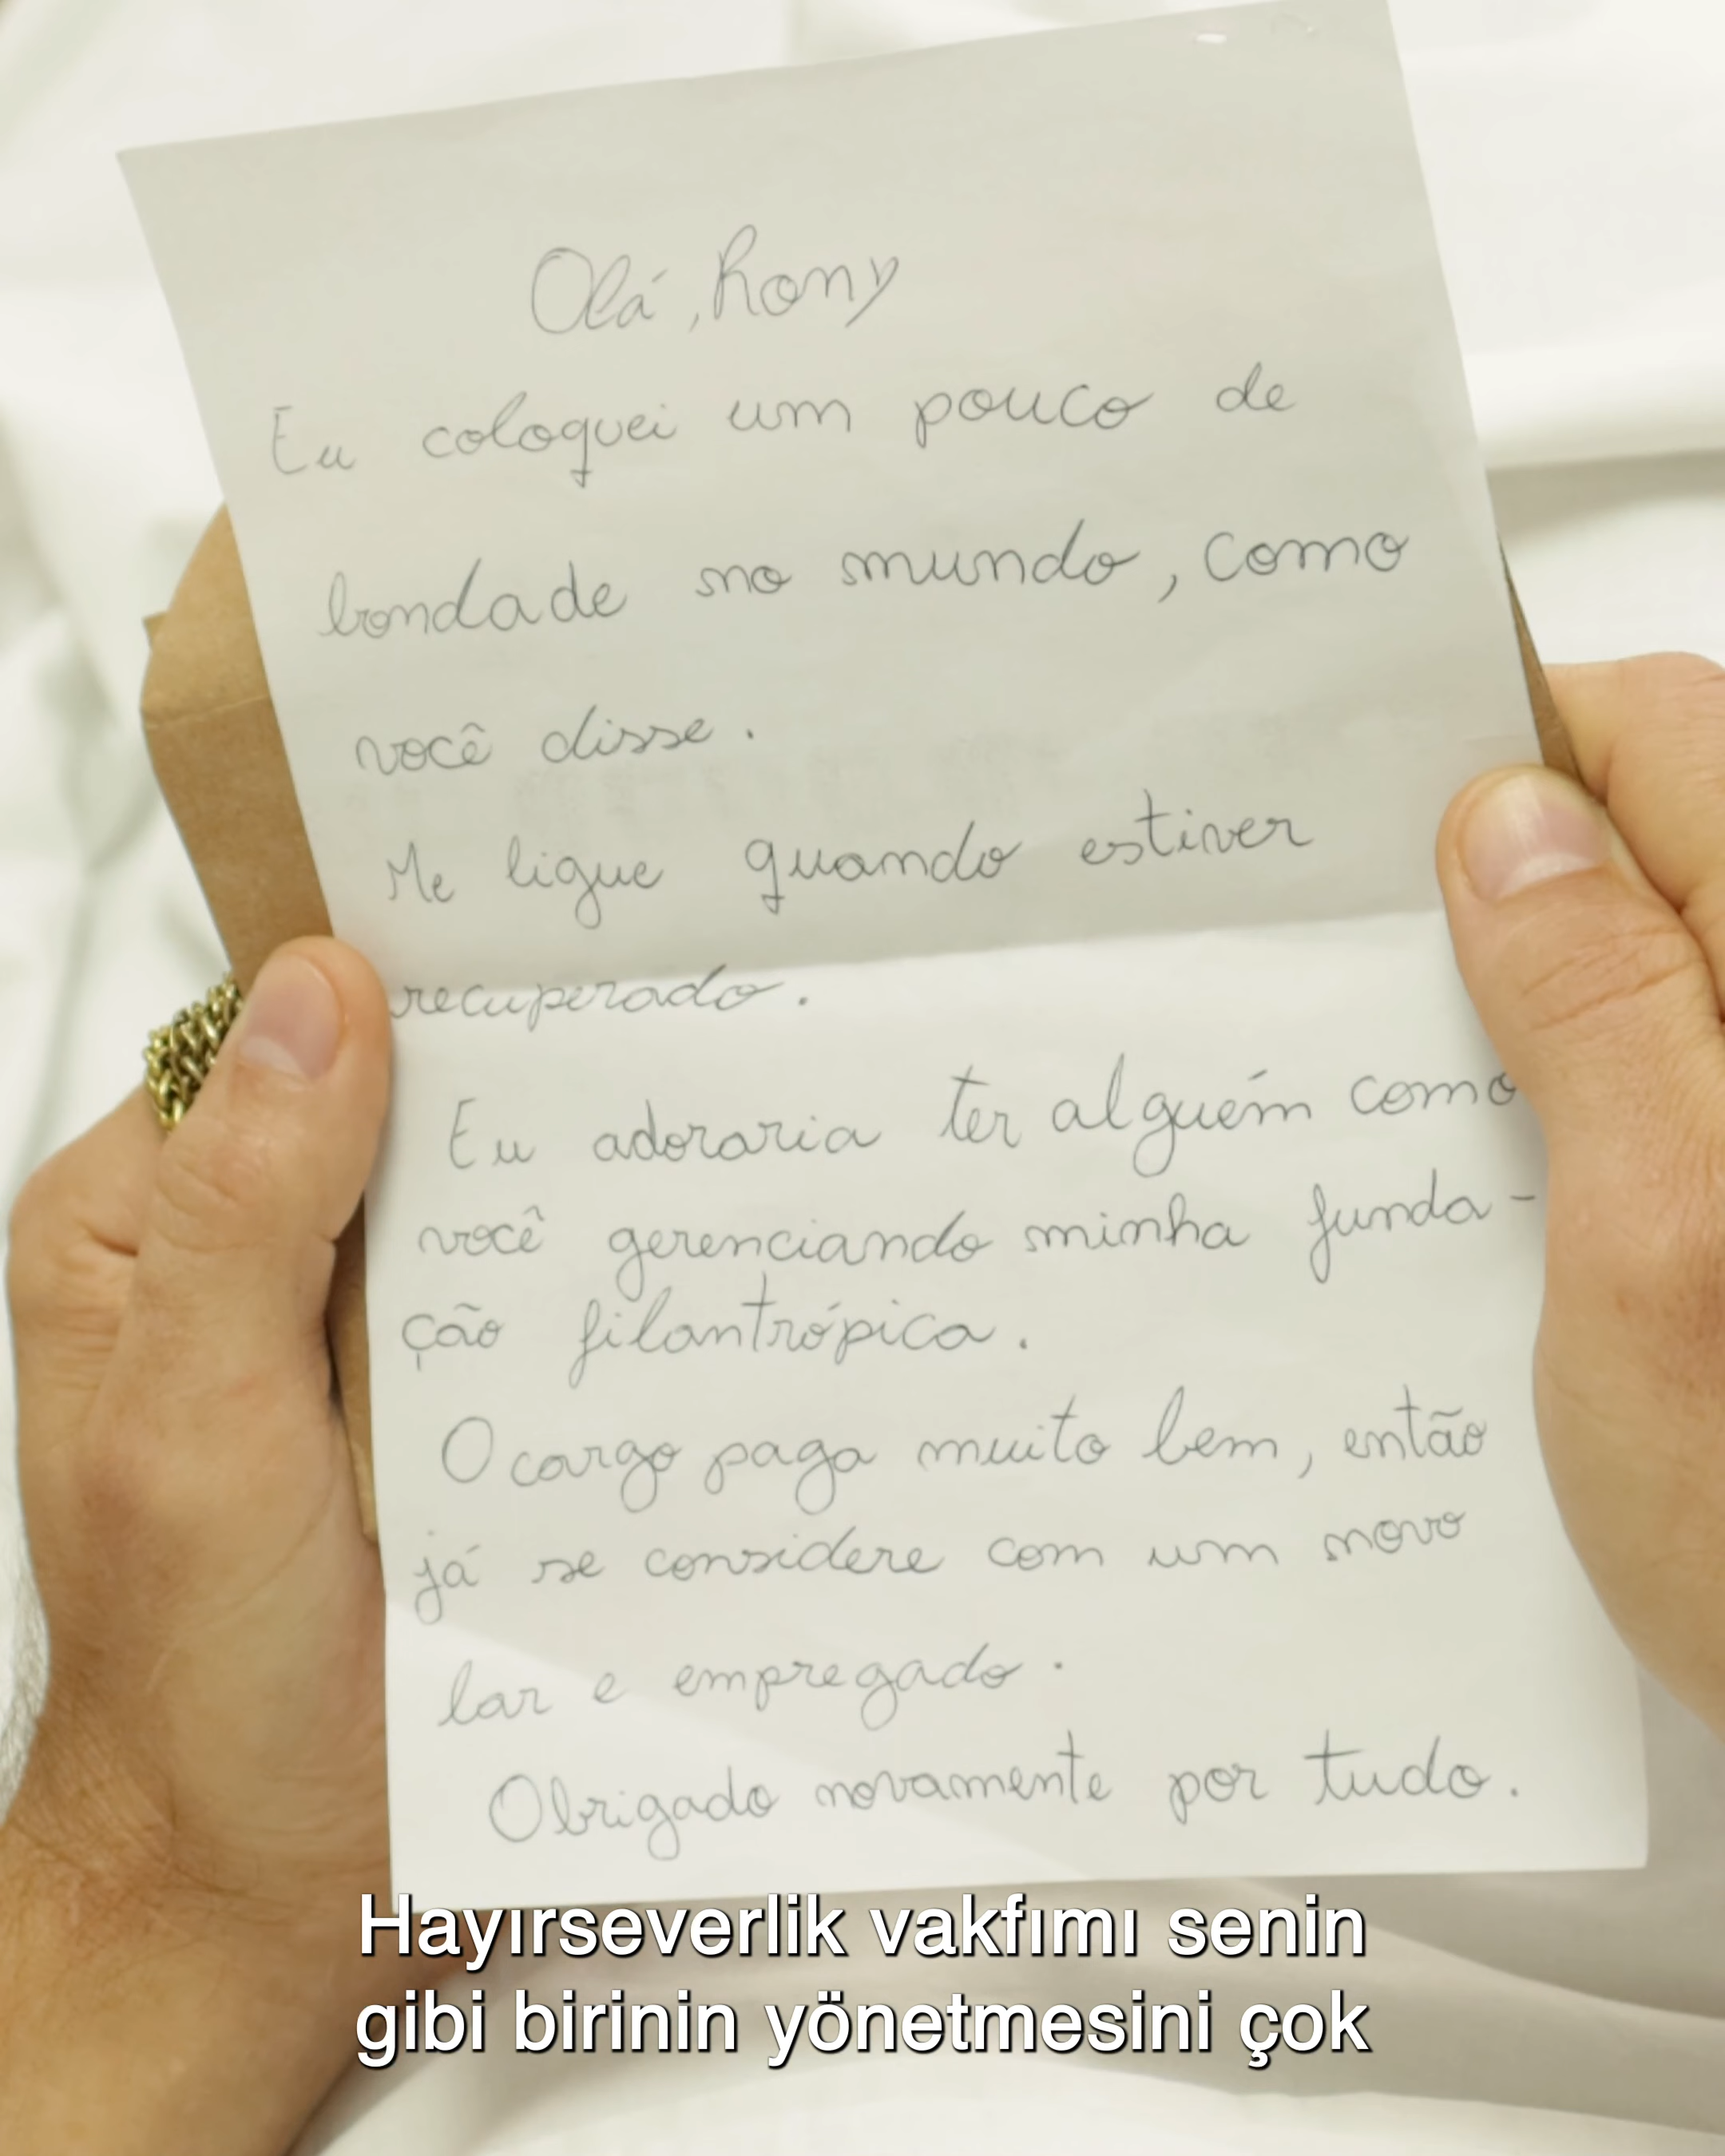 Olá, Rony
Eu coloquei um pouco de
bondade no mundo, como
você disse.
Me ligue quando estiver
recuperado.
Eu adoraria ter alguém como
você gerenciando minha funda-
ção filantrópica.
O cargo paga muito bem, então
já se considere com um novo
lar e empregado.
Obrigado novamente por tudo.
Hayırseverlik vakfımı senin
gibi birinin yönetmesini çok